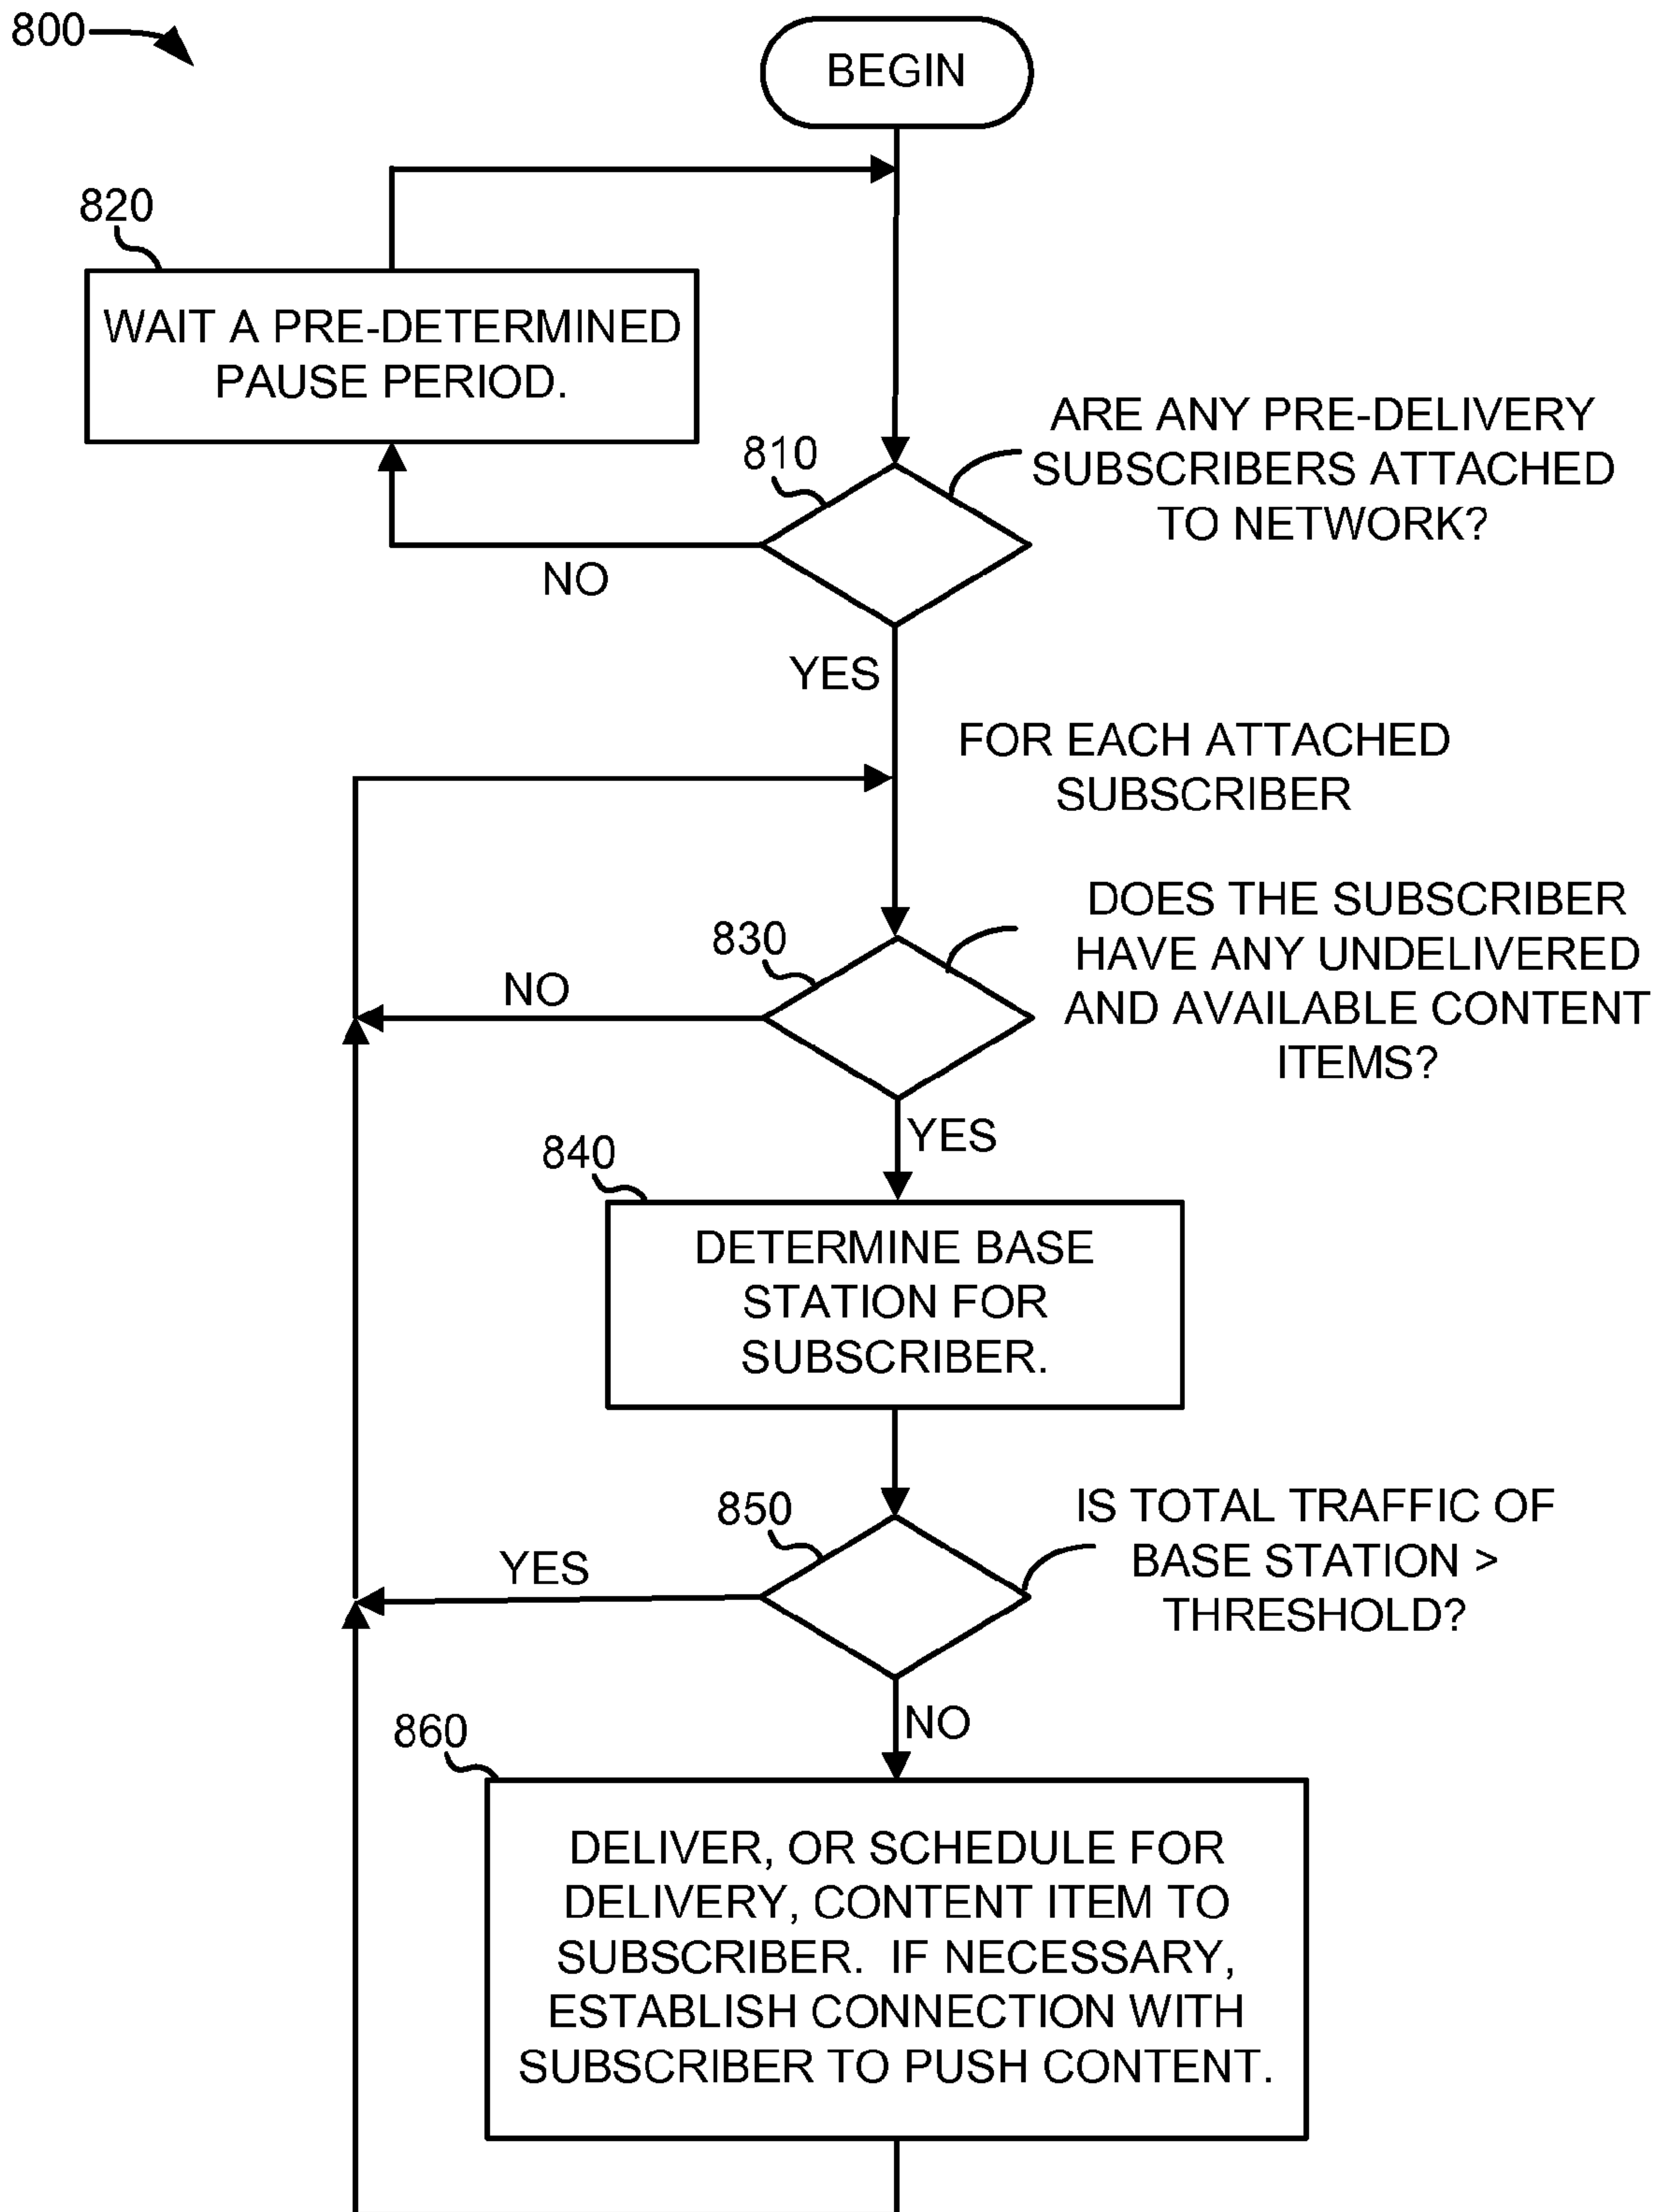 800
BEGIN
820
WAIT A PRE-DETERMINED
PAUSE PERIOD.
810
ARE ANY PRE-DELIVERY
SUBSCRIBERS ATTACHED
TO NETWORK?
NO
YES
FOR EACH ATTACHED
SUBSCRIBER
830
DOES THE SUBSCRIBER
HAVE ANY UNDELIVERED
AND AVAILABLE CONTENT
ITEMS?
NO
YES
840
DETERMINE BASE
STATION FOR
SUBSCRIBER.
850
IS TOTAL TRAFFIC OF
BASE STATION >
THRESHOLD?
YES
NO
860
DELIVER, OR SCHEDULE FOR
DELIVERY, CONTENT ITEM TO
SUBSCRIBER. IF NECESSARY,
ESTABLISH CONNECTION WITH
SUBSCRIBER TO PUSH CONTENT.